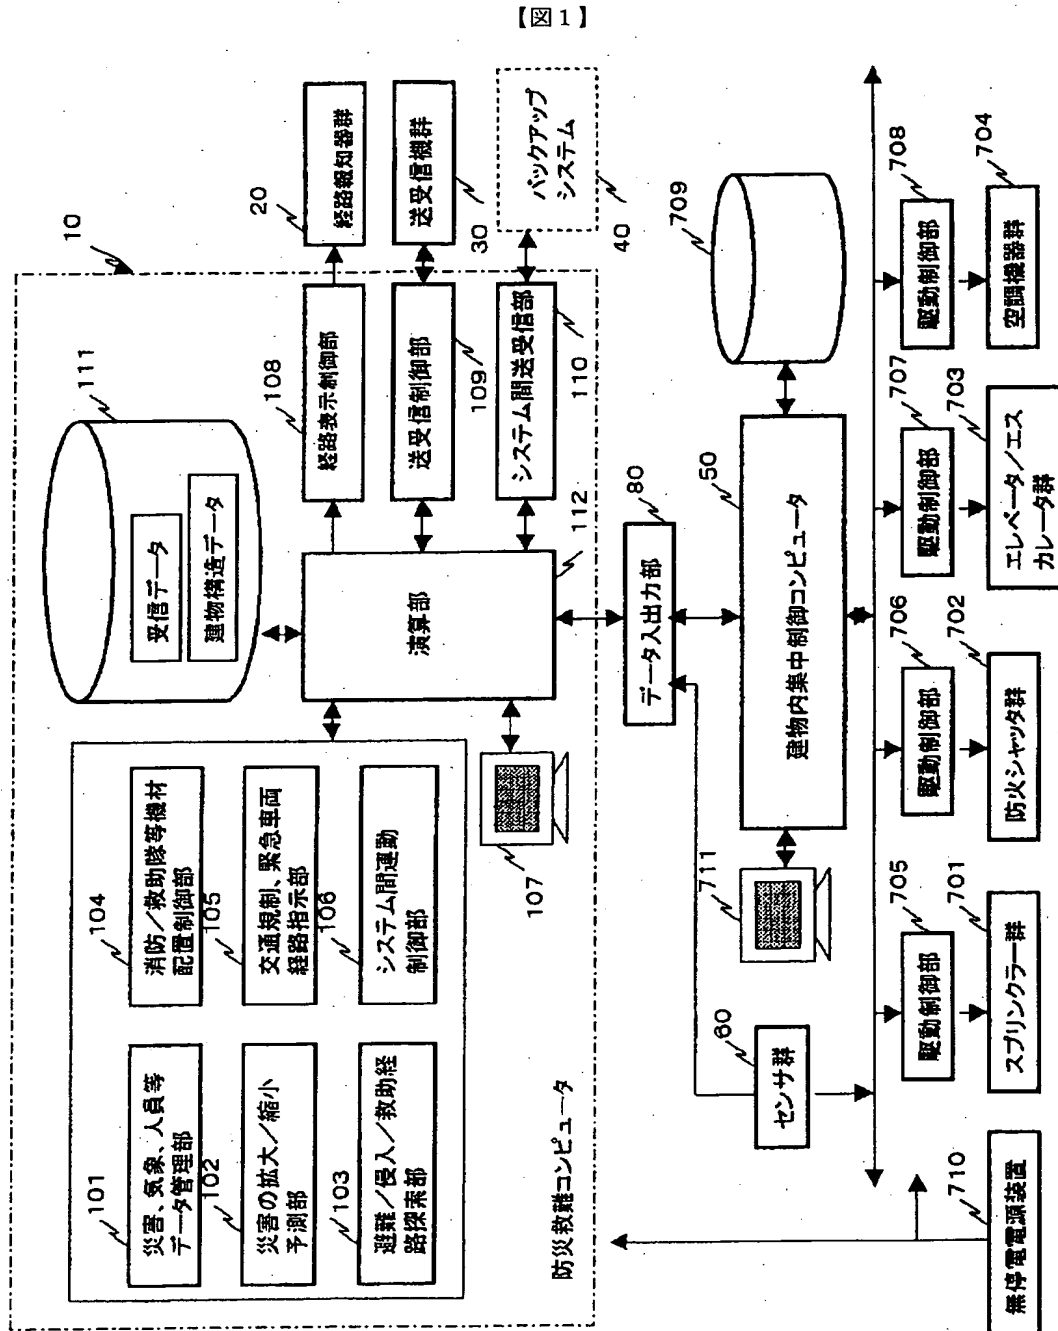 【図1】
10
111
受信データ
建物構造データ
101
災害、気象、人員等
データ管理部
102
災害の拡大／縮小
予測部
103
避難／侵入／救助経
路探索部
104
消防／救助隊等機材
配置制御部
105
交通規制、緊急車両
経路指示部
106
システム間連動
制御部
107
演算部
112
108
経路表示制御部
送受信制御部
109
システム間送受信部
110
20
経路報知器群
送受信機群
30
バックアップ
システム
40
防災救難コンピュータ
データ入出力部
80
センサ群
60
711
建物内集中制御コンピュータ
50
709
無停電電源装置
710
駆動制御部
705
スプリンクラー群
701
駆動制御部
706
防火シャッタ群
702
駆動制御部
707
エレベータ／エス
カレータ群
703
駆動制御部
708
空調機器群
704